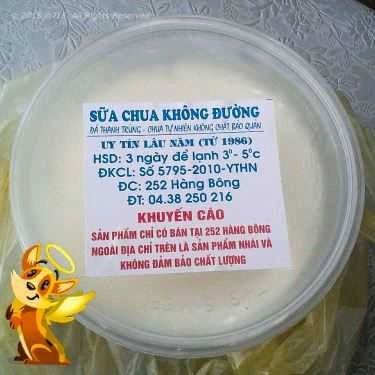 SỮA CHUA KHÔNG ĐƯỜNG
ĐÃ THANH TRÙNG - CHUA TỰ NHIÊN KHÔNG CHẤT BẢO QUẢN
UY TÍN LÂU NĂM (TỪ 1986)
HSD: 3 ngày để lạnh 3⁰- 5⁰c
ĐKCL: Số 5795-2010-YTHN
ĐC: 252 Hàng Bông
ĐT: 04.38 250 216
KHUYẾN CÁO
SẢN PHẨM CHỈ CÓ BÁN TẠI 252 HÀNG BÔNG
NGOÀI ĐỊA CHỈ TRÊN LÀ SẢN PHẨM NHÁI VÀ
KHÔNG ĐẢM BẢO CHẤT LƯỢNG